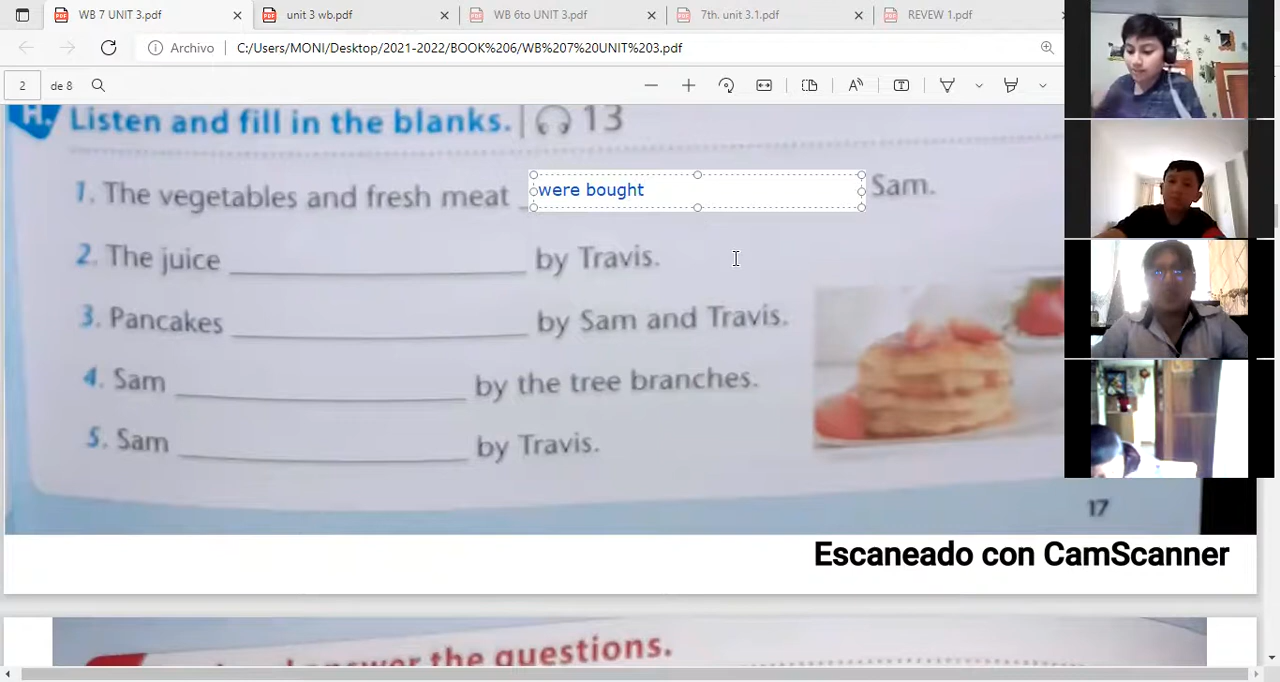 WB 7 UNIT 3.pdf
unit 3 wb.pdf
WB 6to UNIT 3.pdf
7th. unit 3.1.pdf
REVEW 1.pdf
Archivo
C:/Users/MONI/Desktop/2021-2022/BOOK%206/WB%207%20UNIT%203.pdf
2 de 8
H. Listen and fill in the blanks. | 13
1. The vegetables and fresh meat were bought Sam.
2. The juice ____________ by Travis.
3. Pancakes ____________ by Sam and Travis.
4. Sam ____________ by the tree branches.
5. Sam ____________ by Travis.
17
Escaneado con CamScanner
answer the questions.